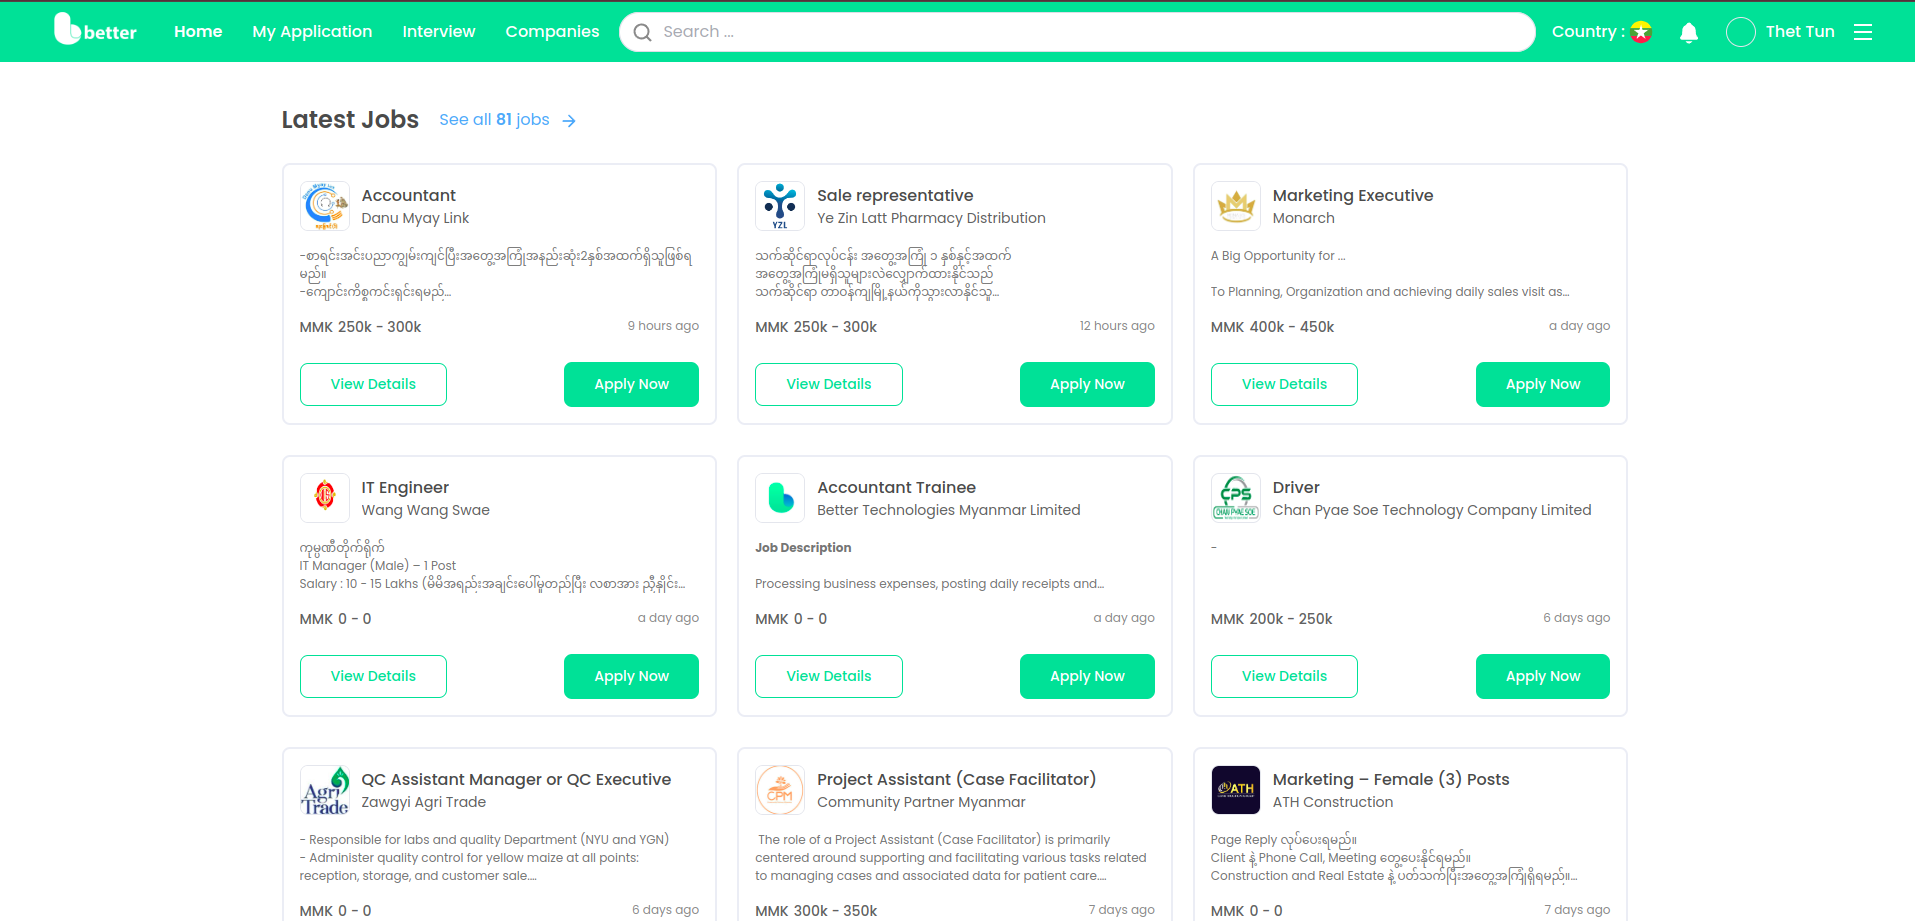 better
Home
My Application
Interview
Companies
Search ...
Country :
Thet Tun
Latest Jobs
See all 81 jobs →
Accountant
Danu Myay Link
-စာရင်းအင်းပညာကျွမ်းကျင်ပြီးအတွေ့အကြုံအနည်းဆုံး2နှစ်အထက်ရှိသူဖြစ်ရ
မည်။
-ကျောင်းကိစ္စကင်းရှင်းရမည်...
MMK 250k - 300k
9 hours ago
View Details
Apply Now
YZL
Sale representative
Ye Zin Latt Pharmacy Distribution
သက်ဆိုင်ရာလုပ်ငန်း အတွေ့အကြုံ ၁ နှစ်နှင့်အထက်
အတွေ့အကြုံမရှိသူများလဲလျှောက်ထားနိုင်သည်
သက်ဆိုင်ရာ တာဝန်ကျမြို့နယ်ကိုသွားလာနိုင်သူ...
MMK 250k - 300k
12 hours ago
View Details
Apply Now
Marketing Executive
Monarch
A Big Opportunity for ...
To Planning, Organization and achieving daily sales visit as...
MMK 400k - 450k
a day ago
View Details
Apply Now
IT Engineer
Wang Wang Swae
ကုမ္ပဏီတိုက်ရိုက်
IT Manager (Male) – 1 Post
Salary : 10 - 15 Lakhs (မိမိအရည်းအချင်းပေါ်မူတည်ပြီး လစာအား ညှိနှိုင်း...
MMK 0 - 0
a day ago
View Details
Apply Now
Accountant Trainee
Better Technologies Myanmar Limited
Job Description
Processing business expenses, posting daily receipts and...
MMK 0 - 0
a day ago
View Details
Apply Now
CPS
CHAN PYAE SOE
Driver
Chan Pyae Soe Technology Company Limited
-
MMK 200k - 250k
6 days ago
View Details
Apply Now
Agri
Trade
QC Assistant Manager or QC Executive
Zawgyi Agri Trade
- Responsible for labs and quality Department (NYU and YGN)
- Administer quality control for yellow maize at all points:
reception, storage, and customer sale....
MMK 0 - 0
6 days ago
CPM
Project Assistant (Case Facilitator)
Community Partner Myanmar
The role of a Project Assistant (Case Facilitator) is primarily
centered around supporting and facilitating various tasks related
to managing cases and associated data for patient care....
MMK 300k - 350k
7 days ago
ATH
Marketing – Female (3) Posts
ATH Construction
Page Reply လုပ်ပေးရမည်။
Client နဲ့ Phone Call, Meeting တွေ့ပေးနိုင်ရမည်။
Construction and Real Estate နဲ့ ပတ်သက်ပြီးအတွေ့အကြုံရှိရမည်။...
MMK 0 - 0
7 days ago